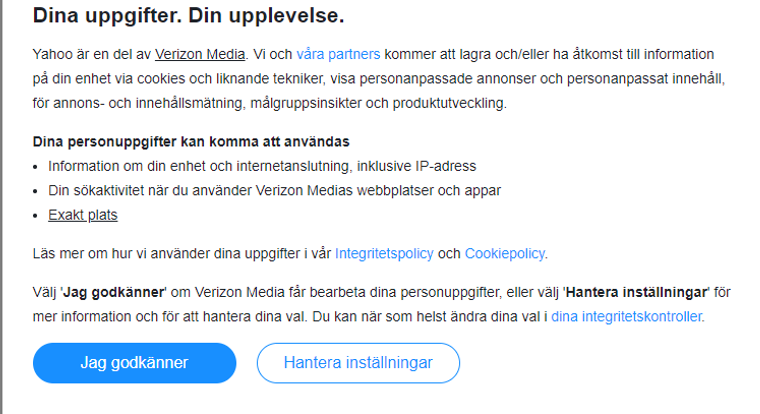 Dina uppgifter. Din upplevelse.
Yahoo är en del av Verizon Media. Vi och våra partners kommer att lagra och/eller ha åtkomst till information
på din enhet via cookies och liknande tekniker, visa personanpassade annonser och personanpassat innehåll,
för annons- och innehållsmätning, målgruppsinsikter och produktutveckling.
Dina personuppgifter kan komma att användas
• Information om din enhet och internetanslutning, inklusive IP-adress
• Din sökaktivitet när du använder Verizon Medias webbplatser och appar
• Exakt plats
Läs mer om hur vi använder dina uppgifter i vår Integritetspolicy och Cookiepolicy.
Välj 'Jag godkänner' om Verizon Media får bearbeta dina personuppgifter, eller välj 'Hantera inställningar' för
mer information och för att hantera dina val. Du kan när som helst ändra dina val i dina integritetskontroller.
Jag godkänner Hantera inställningar